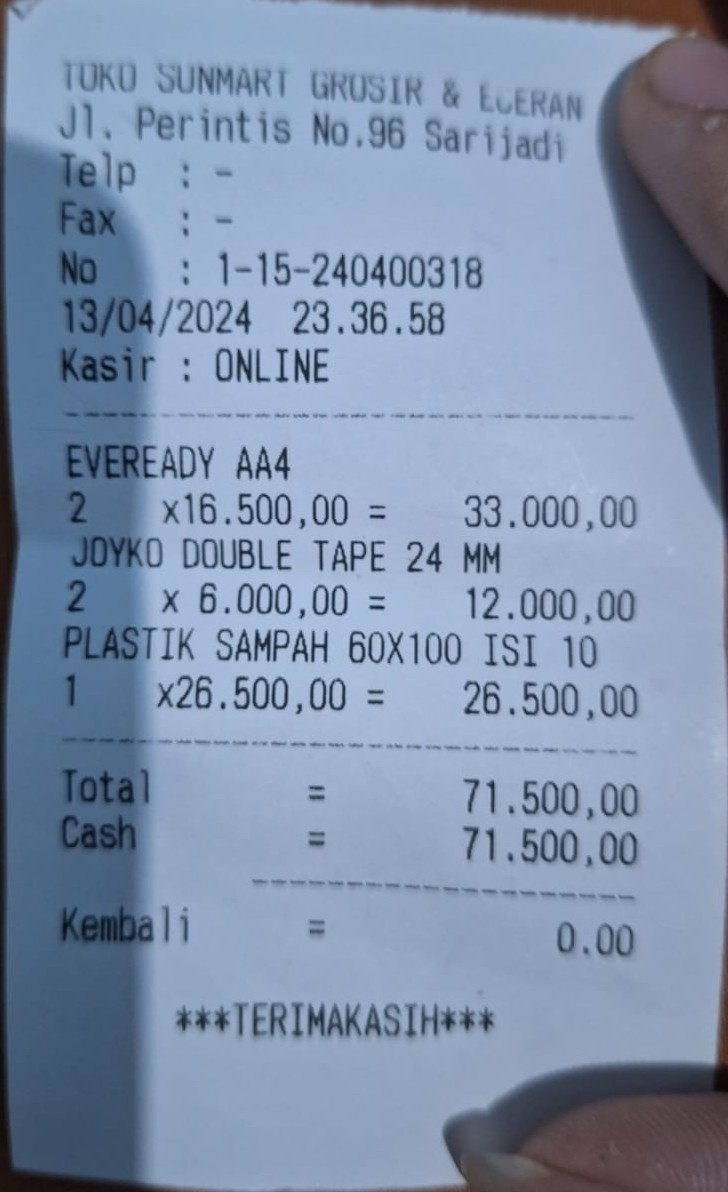 TOKO SUNMART GROSIR & ECERAN
Jl. Perintis No.96 Sarijadi
Telp : -
Fax : -
No : 1-15-240400318
13/04/2024 23.36.58
Kasir : ONLINE
EVEREADY AA4
2 x16.500,00 = 33.000,00
JOYKO DOUBLE TAPE 24 MM
2 x 6.000,00 = 12.000,00
PLASTIK SAMPAH 60X100 ISI 10
1 x26.500,00 = 26.500,00
Total = 71.500,00
Cash = 71.500,00
Kembali = 0.00
***TERIMAKASIH***